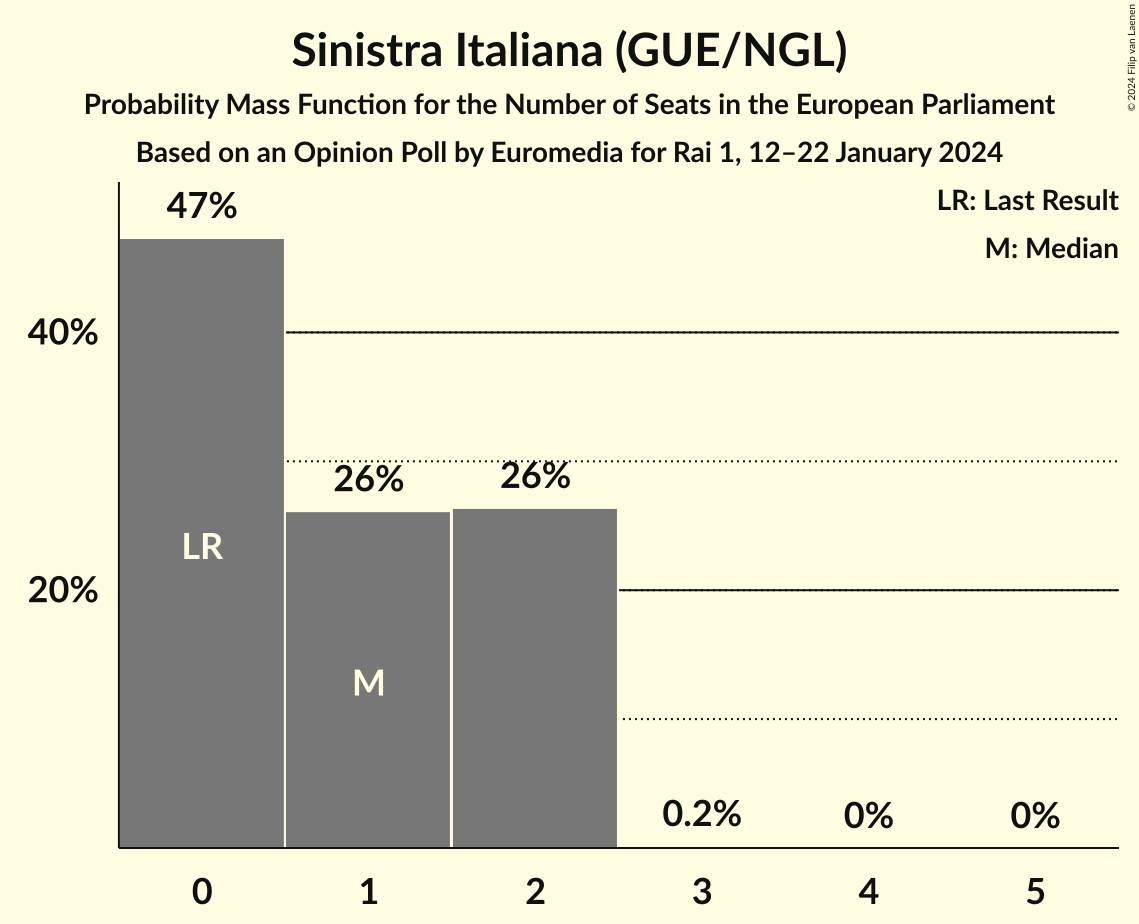 Sinistra Italiana (GUE/NGL)
Probability Mass Function for the Number of Seats in the European Parliament
Based on an Opinion Poll by Euromedia for Rai 1, 12–22 January 2024
© 2024 Filip van Laenen
LR: Last Result
M: Median
47%
40%
26%
26%
LR
20%
M
0.2%
0%
0%
0
1
2
3
4
5